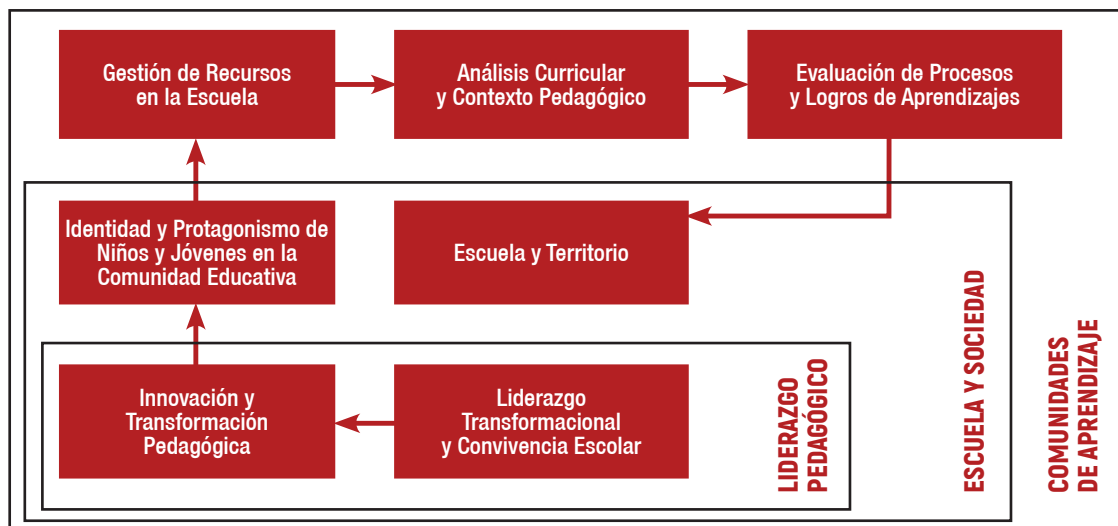 Gestión de Recursos
en la Escuela
Análisis Curricular
y Contexto Pedagógico
Evaluación de Procesos
y Logros de Aprendizajes
Identidad y Protagonismo de
Niños y Jóvenes en la
Comunidad Educativa
Escuela y Territorio
Innovación y
Transformación
Pedagógica
Liderazgo
Transformacional
y Convivencia Escolar
LIDERAZGO
PEDAGÓGICO
ESCUELA Y SOCIEDAD
COMUNIDADES
DE APRENDIZAJE